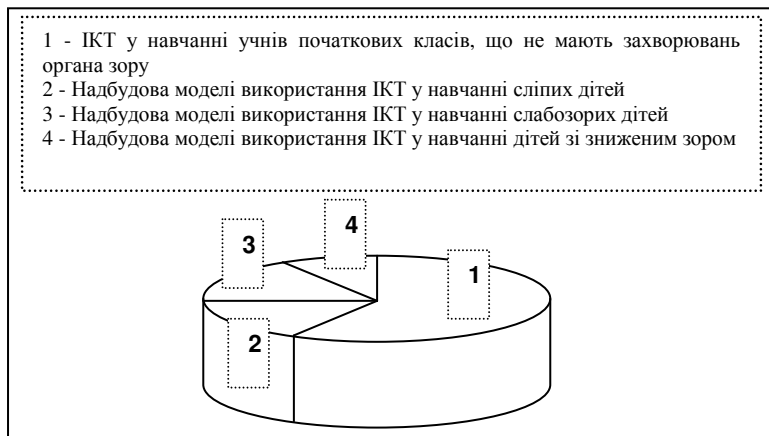 1 - ІКТ у навчанні учнів початкових класів, що не мають захворювань
органа зору
2 - Надбудова моделі використання ІКТ у навчанні сліпих дітей
3 - Надбудова моделі використання ІКТ у навчанні слабозорих дітей
4 - Надбудова моделі використання ІКТ у навчанні дітей зі зниженим зором
4
3
1
2